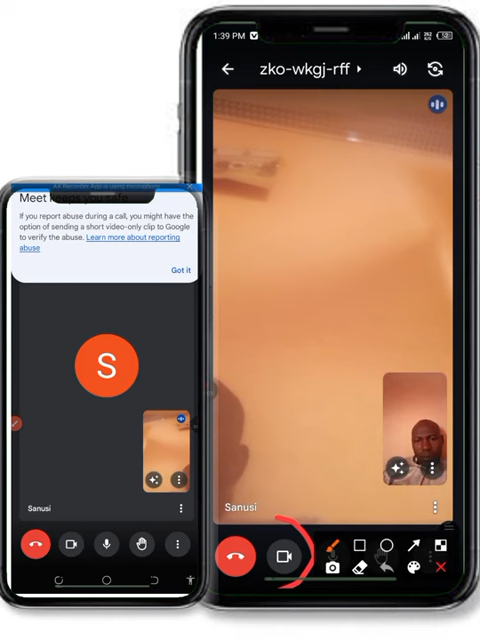 1:39 PM
zko-wkgj-rff
Meet keeps you safe
If you report abuse during a call, you might have the
option of sending a short video-only clip to Google
to verify the abuse. Learn more about reporting
abuse
Got it
S
Sanusi
Sanusi